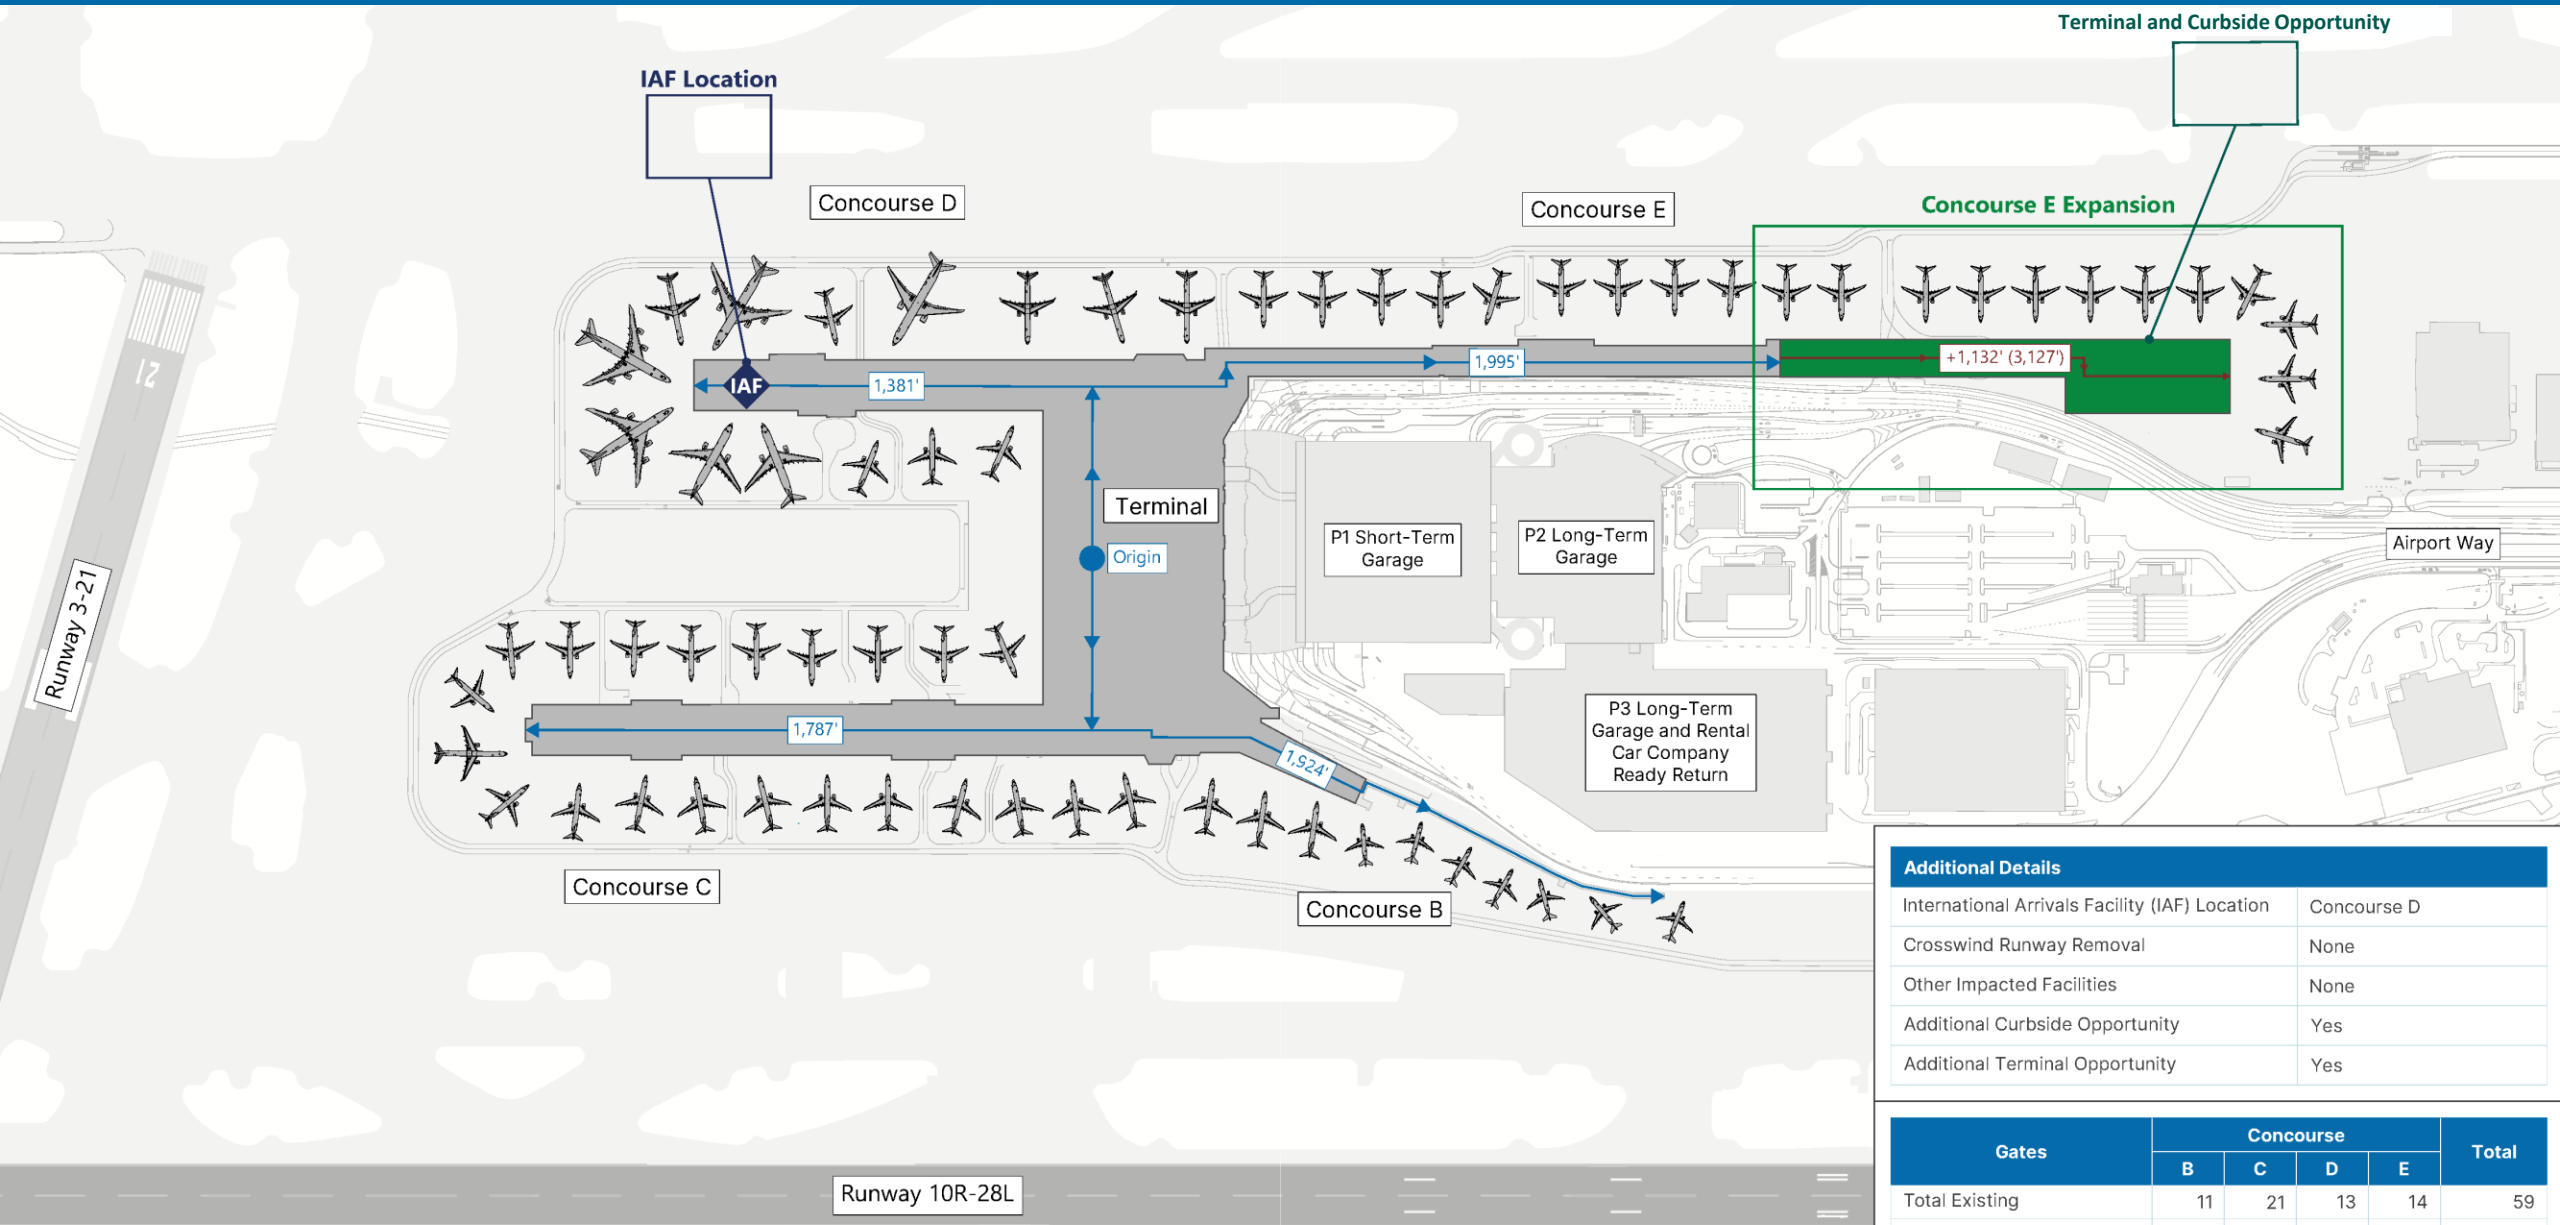 Terminal and Curbside Opportunity
IAF Location
Concourse D
Concourse E
Concourse E Expansion
1,995'
+1,132' (3,127')
IAF
1,381'
21
Terminal
P1 Short-Term
Garage
P2 Long-Term
Garage
Airport Way
Origin
Runway 3-21
1,787'
1,924'
P3 Long-Term
Garage and Rental
Car Company
Ready Return
Concourse C
Concourse B
Additional Details
International Arrivals Facility (IAF) Location Concourse D
Crosswind Runway Removal None
Other Impacted Facilities None
Additional Curbside Opportunity Yes
Additional Terminal Opportunity Yes
Gates Concourse Total
B C D E
Total Existing 11 21 13 14 59
Runway 10R-28L